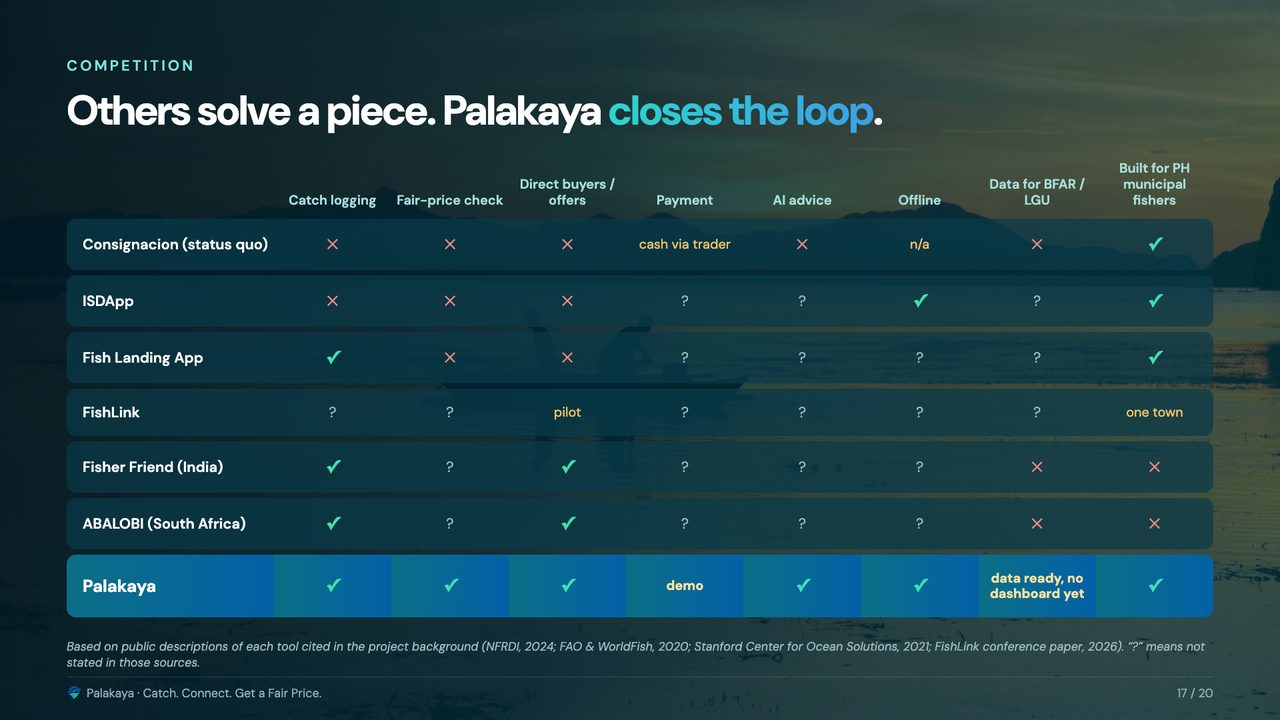 COMPETITION
Others solve a piece. Palakaya closes the loop.
Catch logging Fair-price check Direct buyers / offers Payment AI advice Offline Data for BFAR / LGU Built for PH municipal fishers
Consignacion (status quo) ✕ ✕ ✕ cash via trader ✕ n/a ✕ ✓
ISDApp ✕ ✕ ✕ ? ? ✓ ? ✓
Fish Landing App ✓ ✕ ✕ ? ? ? ? ✓
FishLink ? ? pilot ? ? ? ? one town
Fisher Friend (India) ✓ ? ✓ ? ? ? ✕ ✕
ABALOBI (South Africa) ✓ ? ✓ ? ? ? ✕ ✕
Palakaya ✓ ✓ ✓ demo ✓ ✓ data ready, no dashboard yet ✓
Based on public descriptions of each tool cited in the project background (NFRDI, 2024; FAO & WorldFish, 2020; Stanford Center for Ocean Solutions, 2021; FishLink conference paper, 2026). “?” means not
stated in those sources.
Palakaya · Catch. Connect. Get a Fair Price.
17 / 20